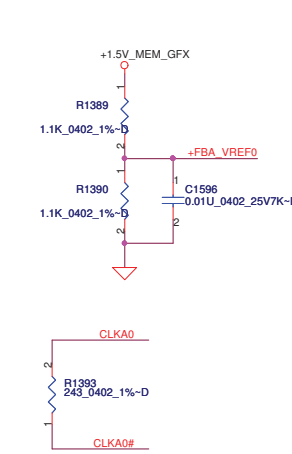 +1.5V_MEM_GFX
1
R1389
1.1K_0402_1%~D
2
+FBA_VREF0
1
R1390
1.1K_0402_1%~D
2
1
C1596
0.01U_0402_25V7K~
2
CLKA0
2
R1393
243_0402_1%~D
1
CLKA0#